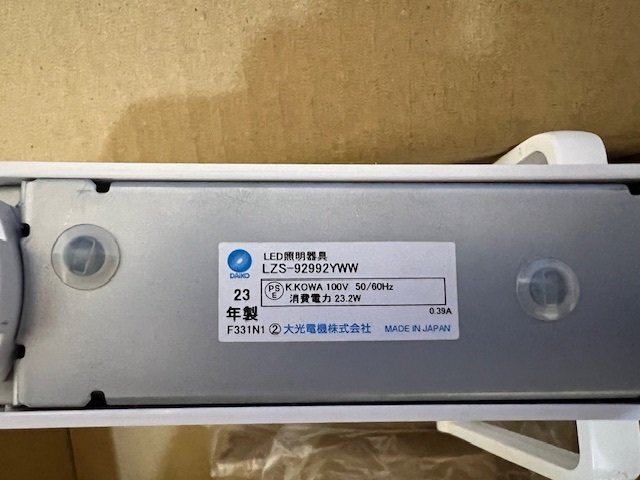 LED照明器具
DAIKO
LZS-92992YWW
PS
E
K.KOWA 100V 50/60Hz
消費電力 23.2W
23
年製
0.39A
F331N1 ② 大光電機株式会社 MADE IN JAPAN